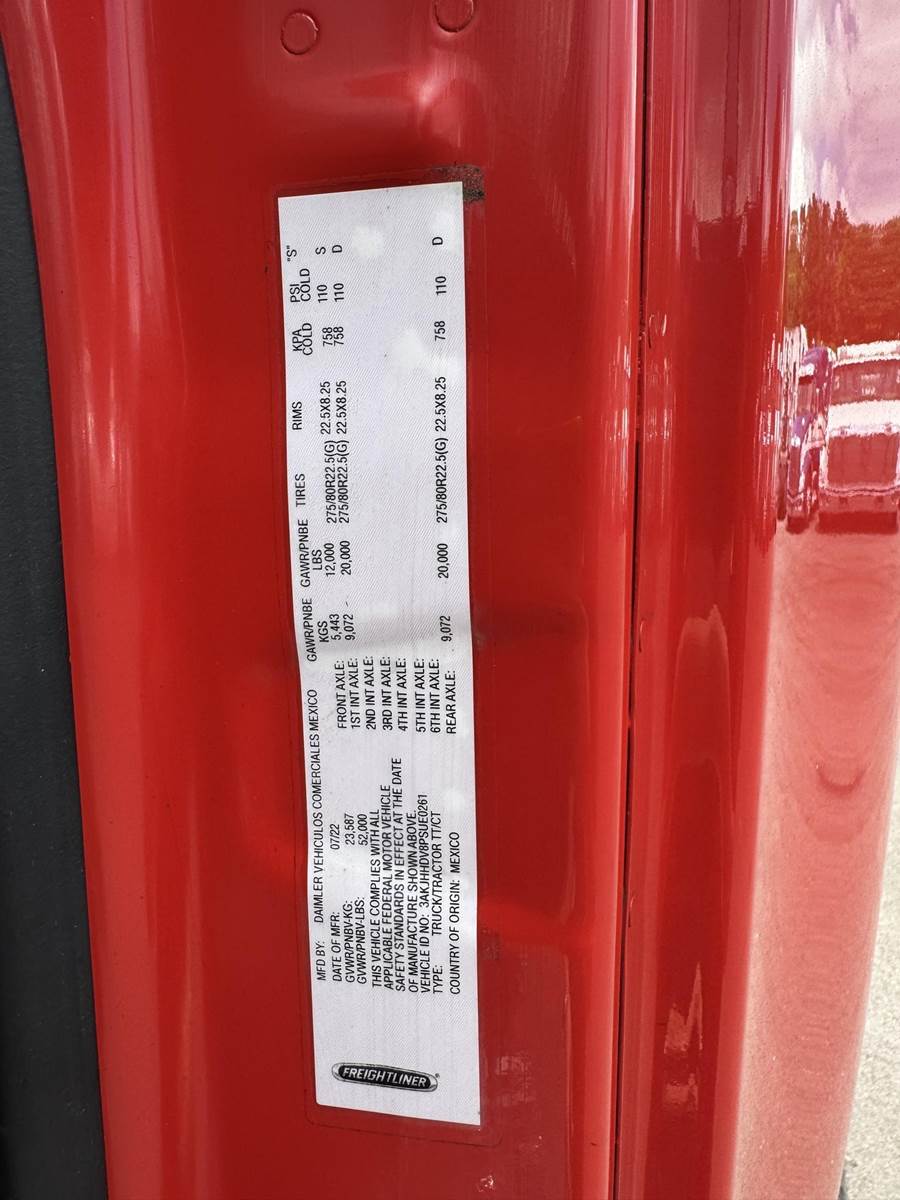 FREIGHTLINER
MFD BY: DAIMLER VEHICULOS COMERCIALES MEXICO
DATE OF MFR: 07/22
GVWR/PNBV-KG: 23,587
GVWR/PNBV-LBS: 52,000
THIS VEHICLE COMPLIES WITH ALL
APPLICABLE FEDERAL MOTOR VEHICLE
SAFETY STANDARDS IN EFFECT AT THE DATE
OF MANUFACTURE SHOWN ABOVE.
VEHICLE ID NO: 3AKJHHDV8PSUE0261
TYPE: TRUCK/TRACTOR TT/CT
COUNTRY OF ORIGIN: MEXICO
GAWR/PNBE KGS GAWR/PNBE LBS TIRES RIMS KPA COLD PSI COLD "S"
FRONT AXLE: 5,443 12,000 275/80R22.5(G) 22.5X8.25 758 110 S
1ST INT AXLE: 9,072 20,000 275/80R22.5(G) 22.5X8.25 758 110 D
2ND INT AXLE:
3RD INT AXLE:
4TH INT AXLE:
5TH INT AXLE:
6TH INT AXLE:
REAR AXLE: 9,072 20,000 275/80R22.5(G) 22.5X8.25 758 110 D